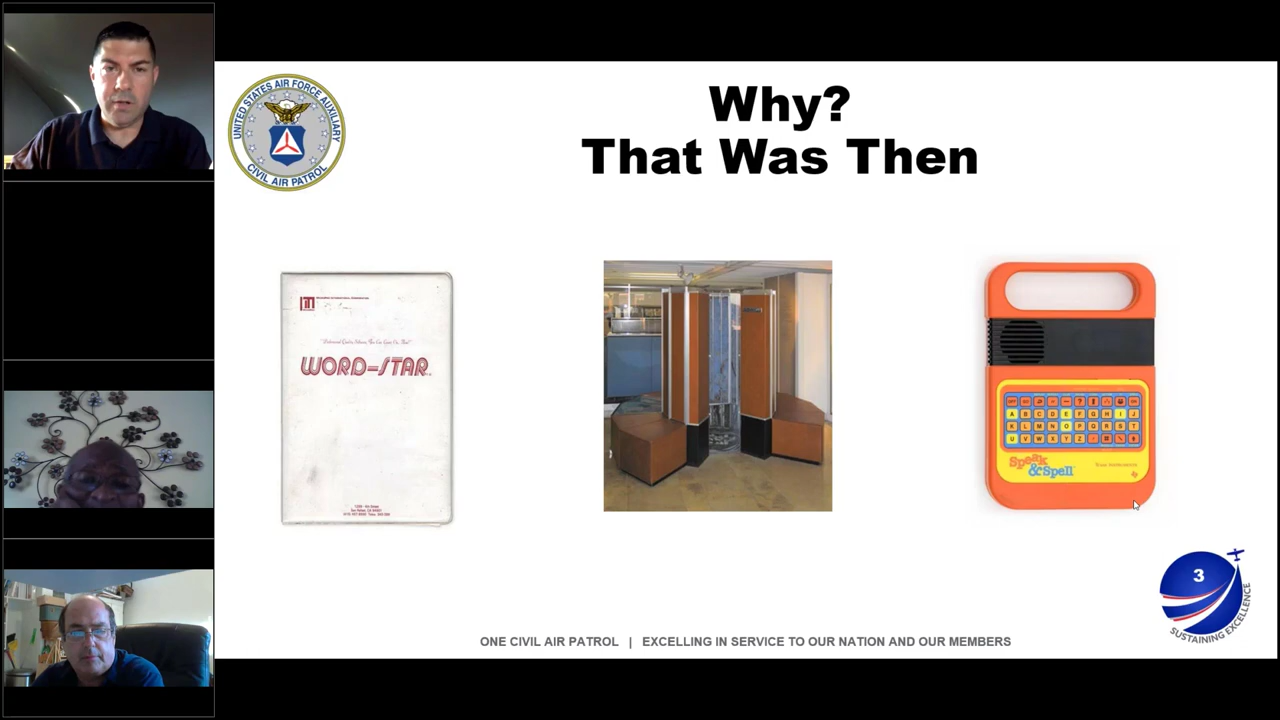 UNITED STATES AIR FORCE AUXILIARY
CIVIL AIR PATROL
Why?
That Was Then
WORD-STAR
Speak
& Spell
3
SUSTAINING EXCELLENCE
ONE CIVIL AIR PATROL | EXCELLING IN SERVICE TO OUR NATION AND OUR MEMBERS